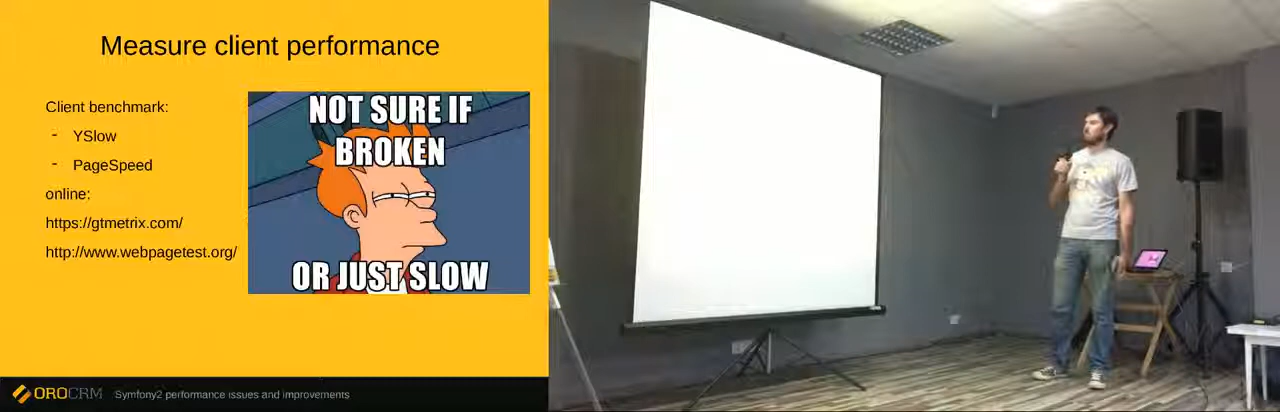 Measure client performance
Client benchmark:
- YSlow
- PageSpeed
online:
https://gtmetrix.com/
http://www.webpagetest.org/
NOT SURE IF
BROKEN
OR JUST SLOW
OROCRM Symfony2 performance issues and improvements